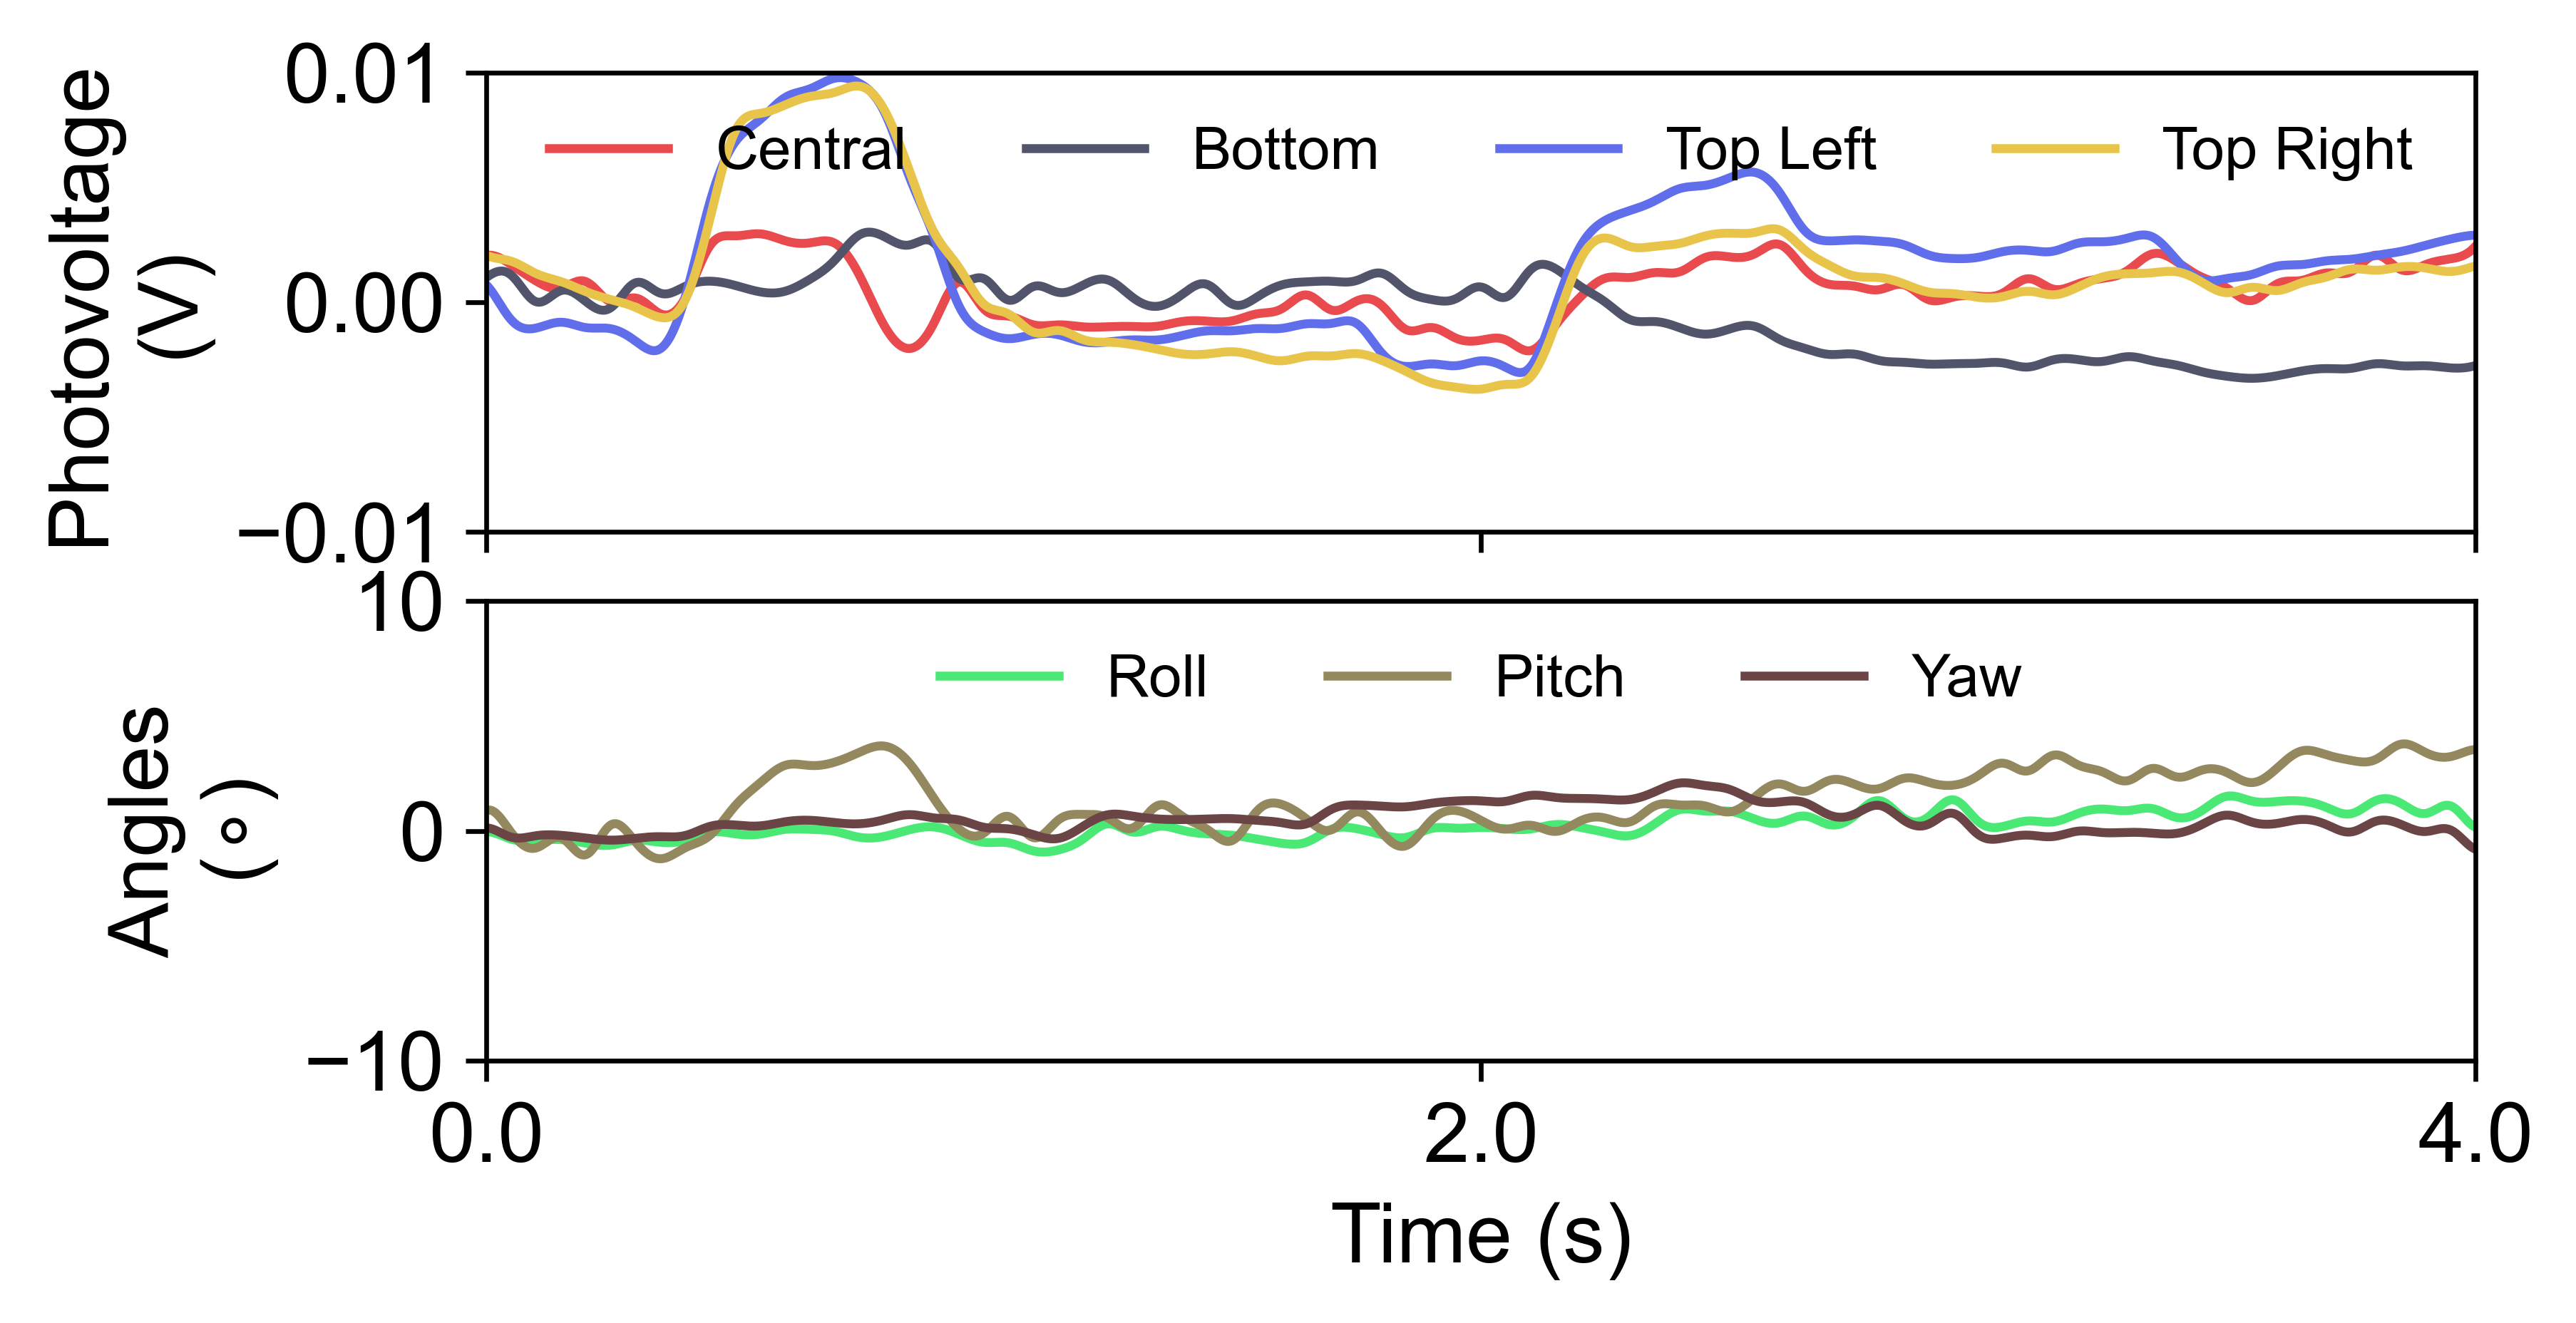 Photovoltage
(V)
0.01
0.00
−0.01
Central Bottom Top Left Top Right
Angles
(∘)
10
0
−10
Roll Pitch Yaw
0.0 2.0 4.0
Time (s)